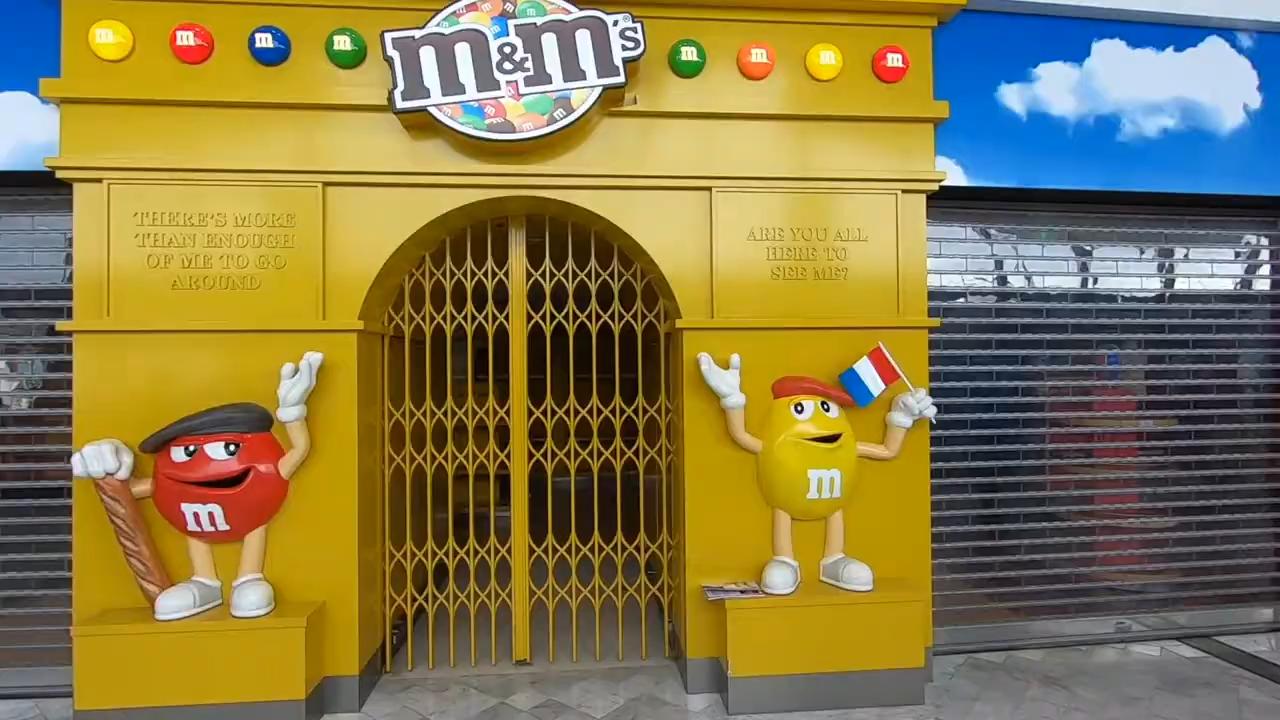 m m m m m&m's® m m m m
THERE'S MORE
THAN ENOUGH
OF ME TO GO
AROUND
ARE YOU ALL
HERE TO
SEE ME?
m
m